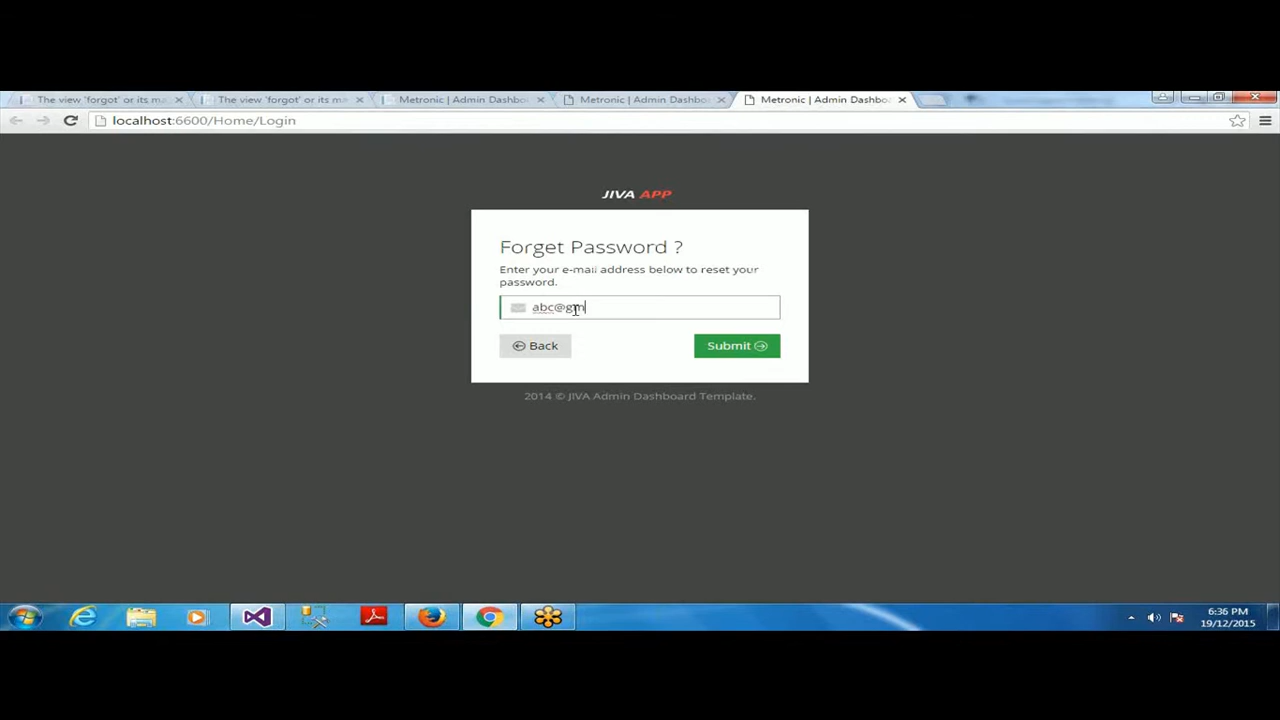 The view 'forgot' or its ma
The view 'forgot' or its ma
Metronic | Admin Dashbo
Metronic | Admin Dashbo
Metronic | Admin Dashbo
localhost:6600/Home/Login
JIVA APP
Forget Password ?
Enter your e-mail address below to reset your
password.
abc@gm
Back
Submit
2014 © JIVA Admin Dashboard Template.
6:36 PM
19/12/2015